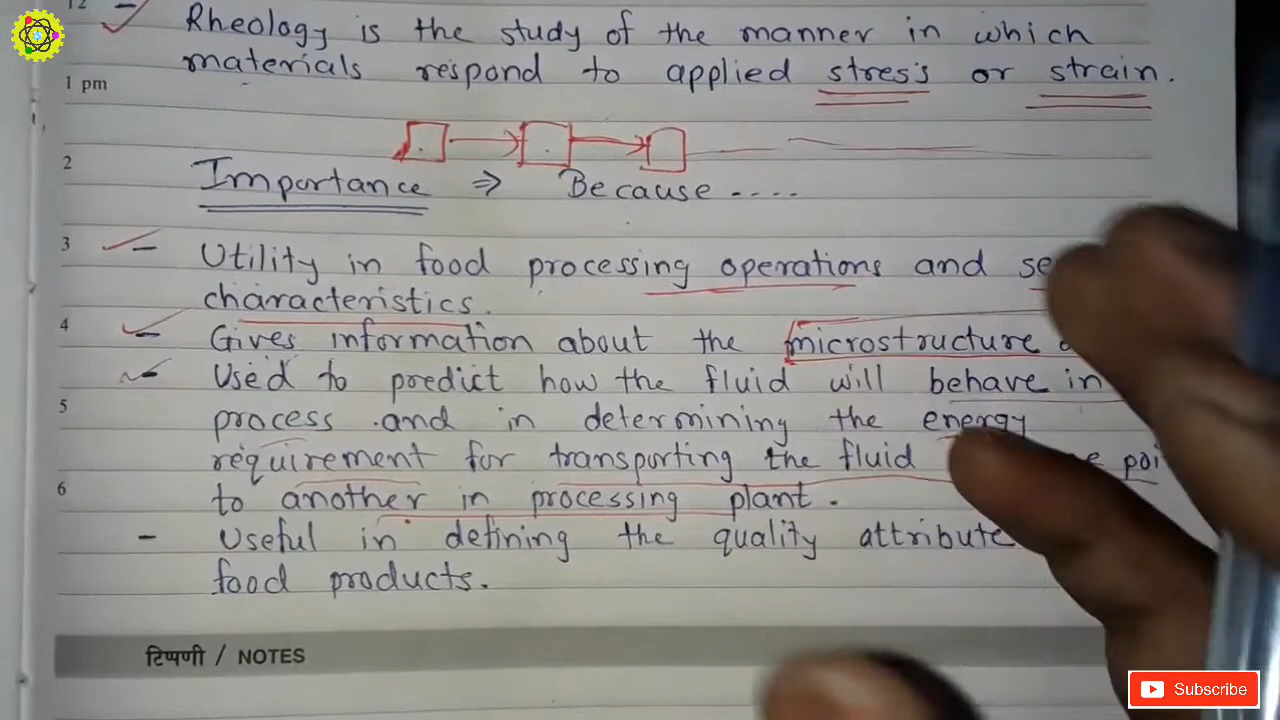 12 -
Rheology is the study of the manner in which
materials respond to applied stress or strain.
1 pm
2
Importance ⇒ Because ....
3
- Utility in food processing operations and se
characteristics.
4
- Gives information about the microstructure
- Used to predict how the fluid will behave in
5
process and in determining the energy
requirement for transporting the fluid poi
6
to another in processing plant.
- Useful in defining the quality attribute
food products.
टिप्पणी / NOTES
Subscribe